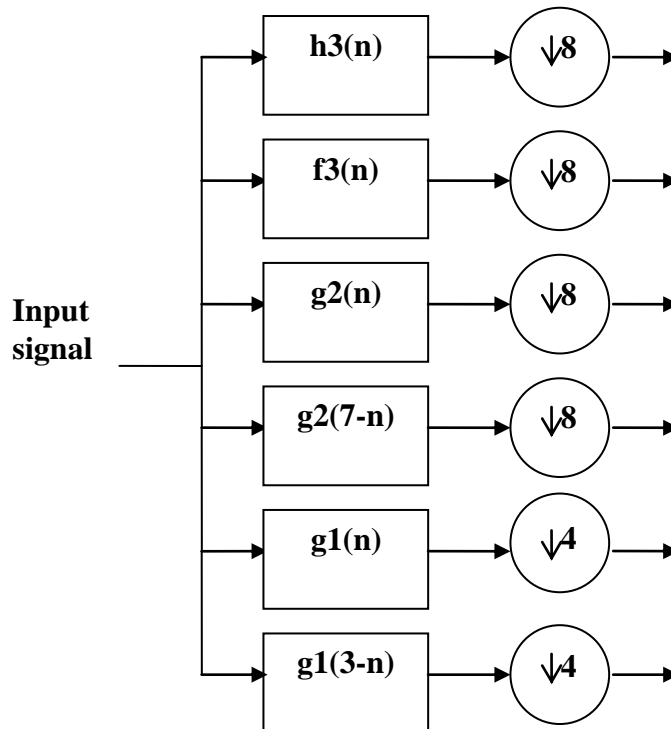 h3(n)
↓8
f3(n)
↓8
g2(n)
↓8
Input
signal
g2(7-n)
↓8
g1(n)
↓4
g1(3-n)
↓4